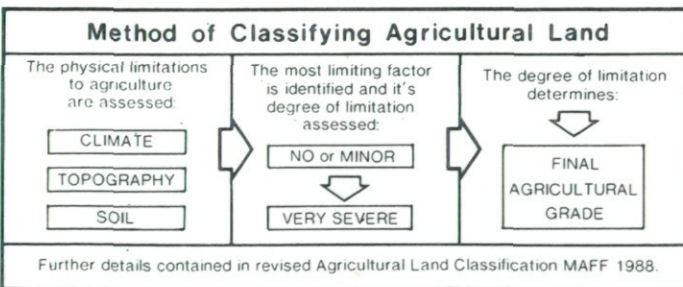 Method of Classifying Agricultural Land
The physical limitations
to agriculture
are assessed:
CLIMATE
TOPOGRAPHY
SOIL
The most limiting factor
is identified and it's
degree of limitation
assessed:
NO or MINOR
VERY SEVERE
The degree of limitation
determines:
FINAL
AGRICULTURAL
GRADE
Further details contained in revised Agricultural Land Classification MAFF 1988.